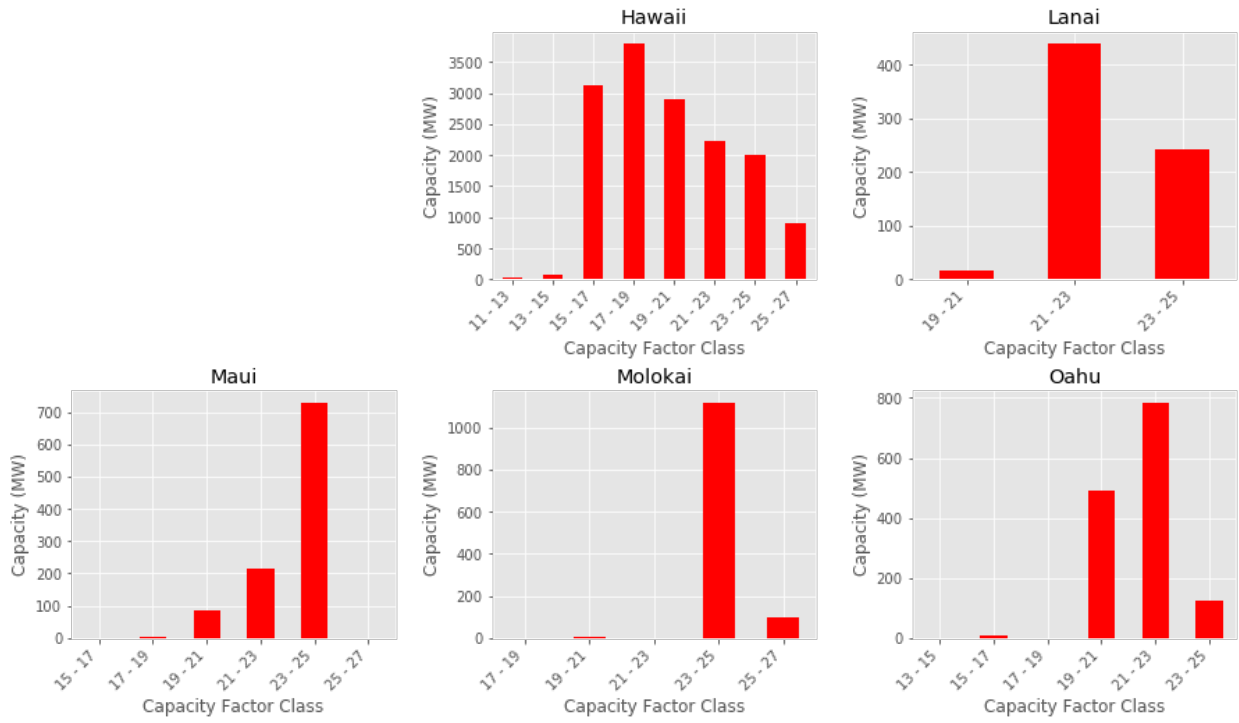 Hawaii
Capacity (MW)
3500
3000
2500
2000
1500
1000
500
0
11 - 13
13 - 15
15 - 17
17 - 19
19 - 21
21 - 23
23 - 25
25 - 27
Capacity Factor Class
Lanai
Capacity (MW)
400
300
200
100
0
19 - 21
21 - 23
23 - 25
Capacity Factor Class
Maui
Capacity (MW)
700
600
500
400
300
200
100
0
15 - 17
17 - 19
19 - 21
21 - 23
23 - 25
25 - 27
Capacity Factor Class
Molokai
Capacity (MW)
1000
800
600
400
200
0
17 - 19
19 - 21
21 - 23
23 - 25
25 - 27
Capacity Factor Class
Oahu
Capacity (MW)
800
600
400
200
0
13 - 15
15 - 17
17 - 19
19 - 21
21 - 23
23 - 25
Capacity Factor Class